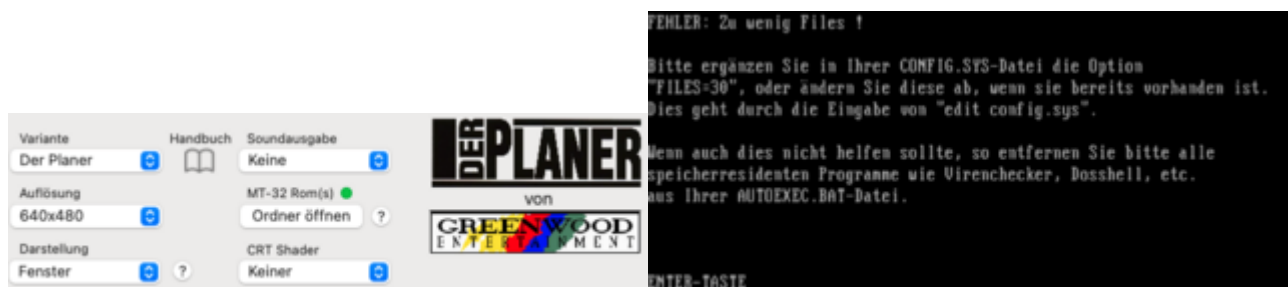 Variante
Handbuch
Soundausgabe
Der Planer
Keine
Auflösung
MT-32 Rom(s)
640x480
Ordner öffnen
?
Darstellung
CRT Shader
Fenster
?
Keiner
DER PLANER
von
GREENWOOD
ENTERTAINMENT
FEHLER: Zu wenig Files !
Bitte ergänzen Sie in Ihrer CONFIG.SYS-Datei die Option
"FILES=30", oder ändern Sie diese ab, wenn sie bereits vorhanden ist.
Dies geht durch die Eingabe von "edit config.sys".
Wenn auch dies nicht helfen sollte, so entfernen Sie bitte alle
speicherresidenten Programme wie Virenchecker, Dosshell, etc.
aus Ihrer AUTOEXEC.BAT-Datei.
ENTER-TASTE